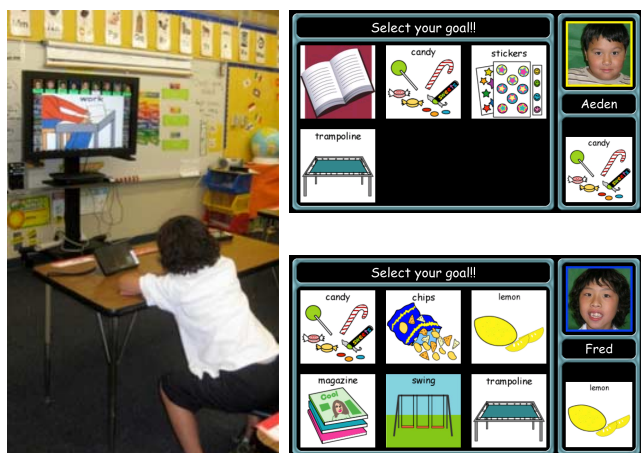 work
Select your goal!!
candy
stickers
trampoline
Aeden
candy
Select your goal!!
candy
chips
lemon
magazine
Cool
swing
trampoline
Fred
lemon